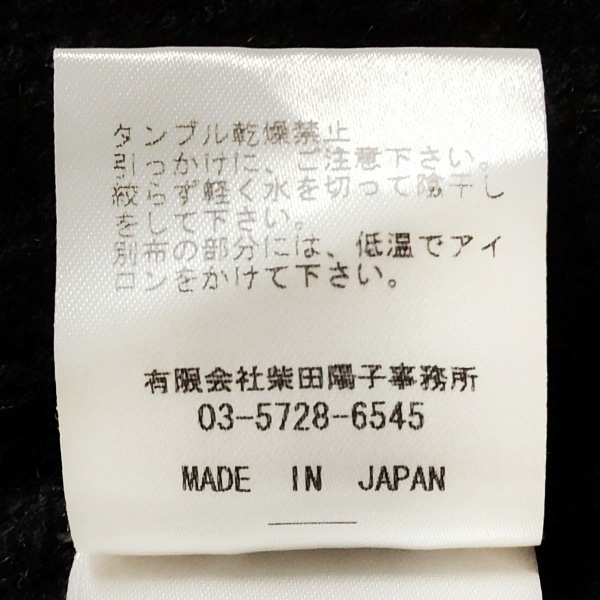 タンブル乾燥禁止
引っかけに、ご注意下さい。
絞らず軽く水を切って陰干し
をして下さい。
別布の部分には、低温でアイ
ロンをかけて下さい。
有限会社柴田陽子事務所
03-5728-6545
MADE IN JAPAN